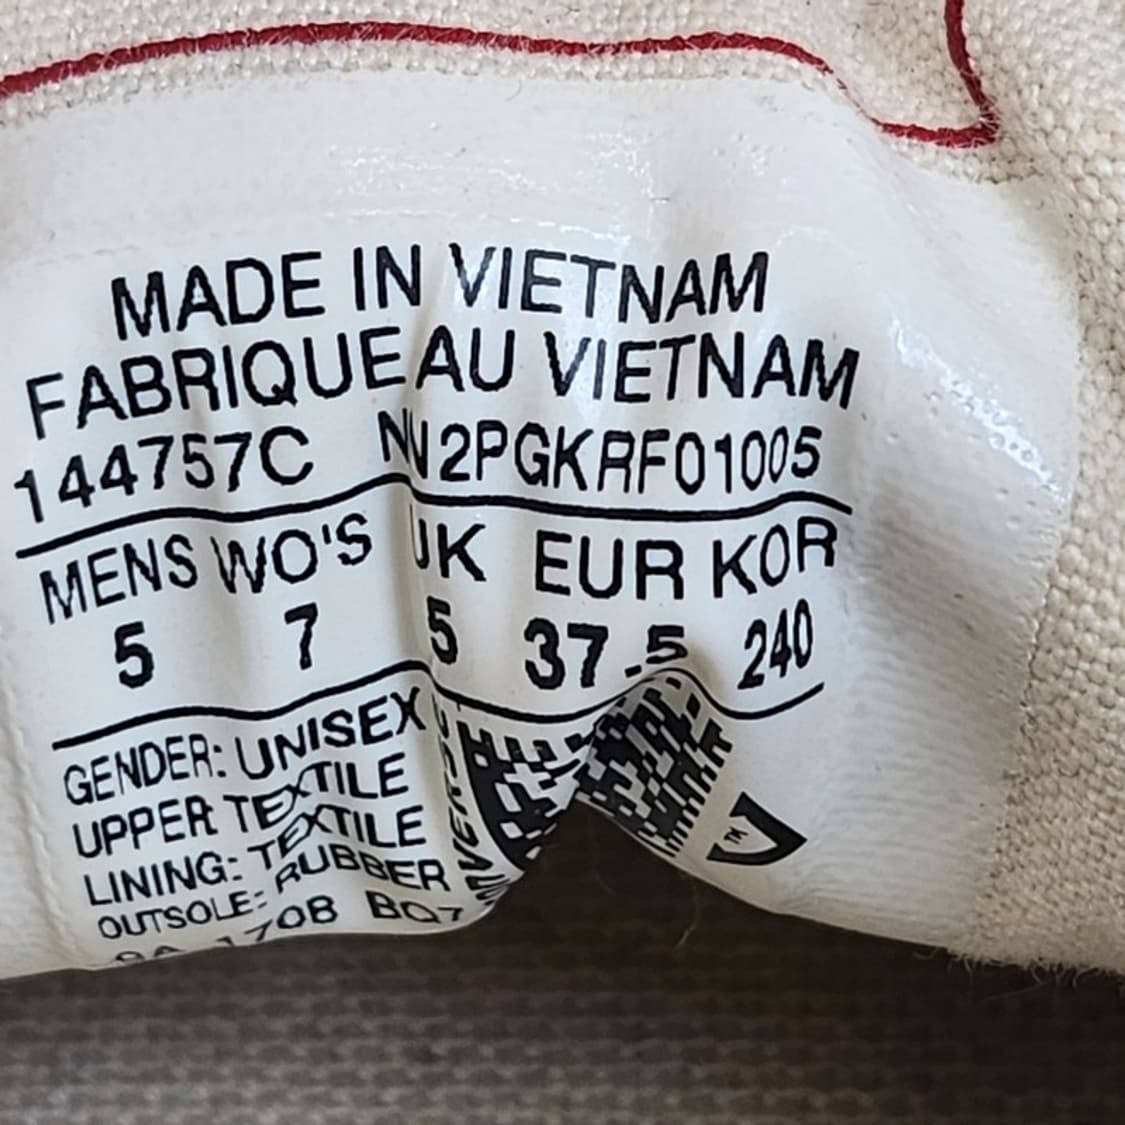 MADE IN VIETNAM
FABRIQUE AU VIETNAM
144757C NN2PGKRF01005
MENS WO'S UK EUR KOR
5 7 5 37.5 240
GENDER: UNISEX
UPPER TEXTILE
LINING: TEXTILE
OUTSOLE: RUBBER